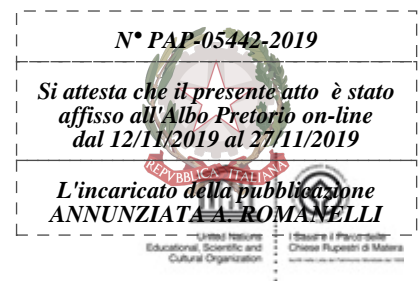 N° PAP-05442-2019
Si attesta che il presente atto è stato
affisso all'Albo Pretorio on-line
dal 12/11/2019 al 27/11/2019
REPVBBLICA ITALIANA
L'incaricato della pubblicazione
ANNUNZIATA A. ROMANELLI
United Nations
Educational, Scientific and
Cultural Organization
I Sassi e il Parco delle
Chiese Rupestri di Matera